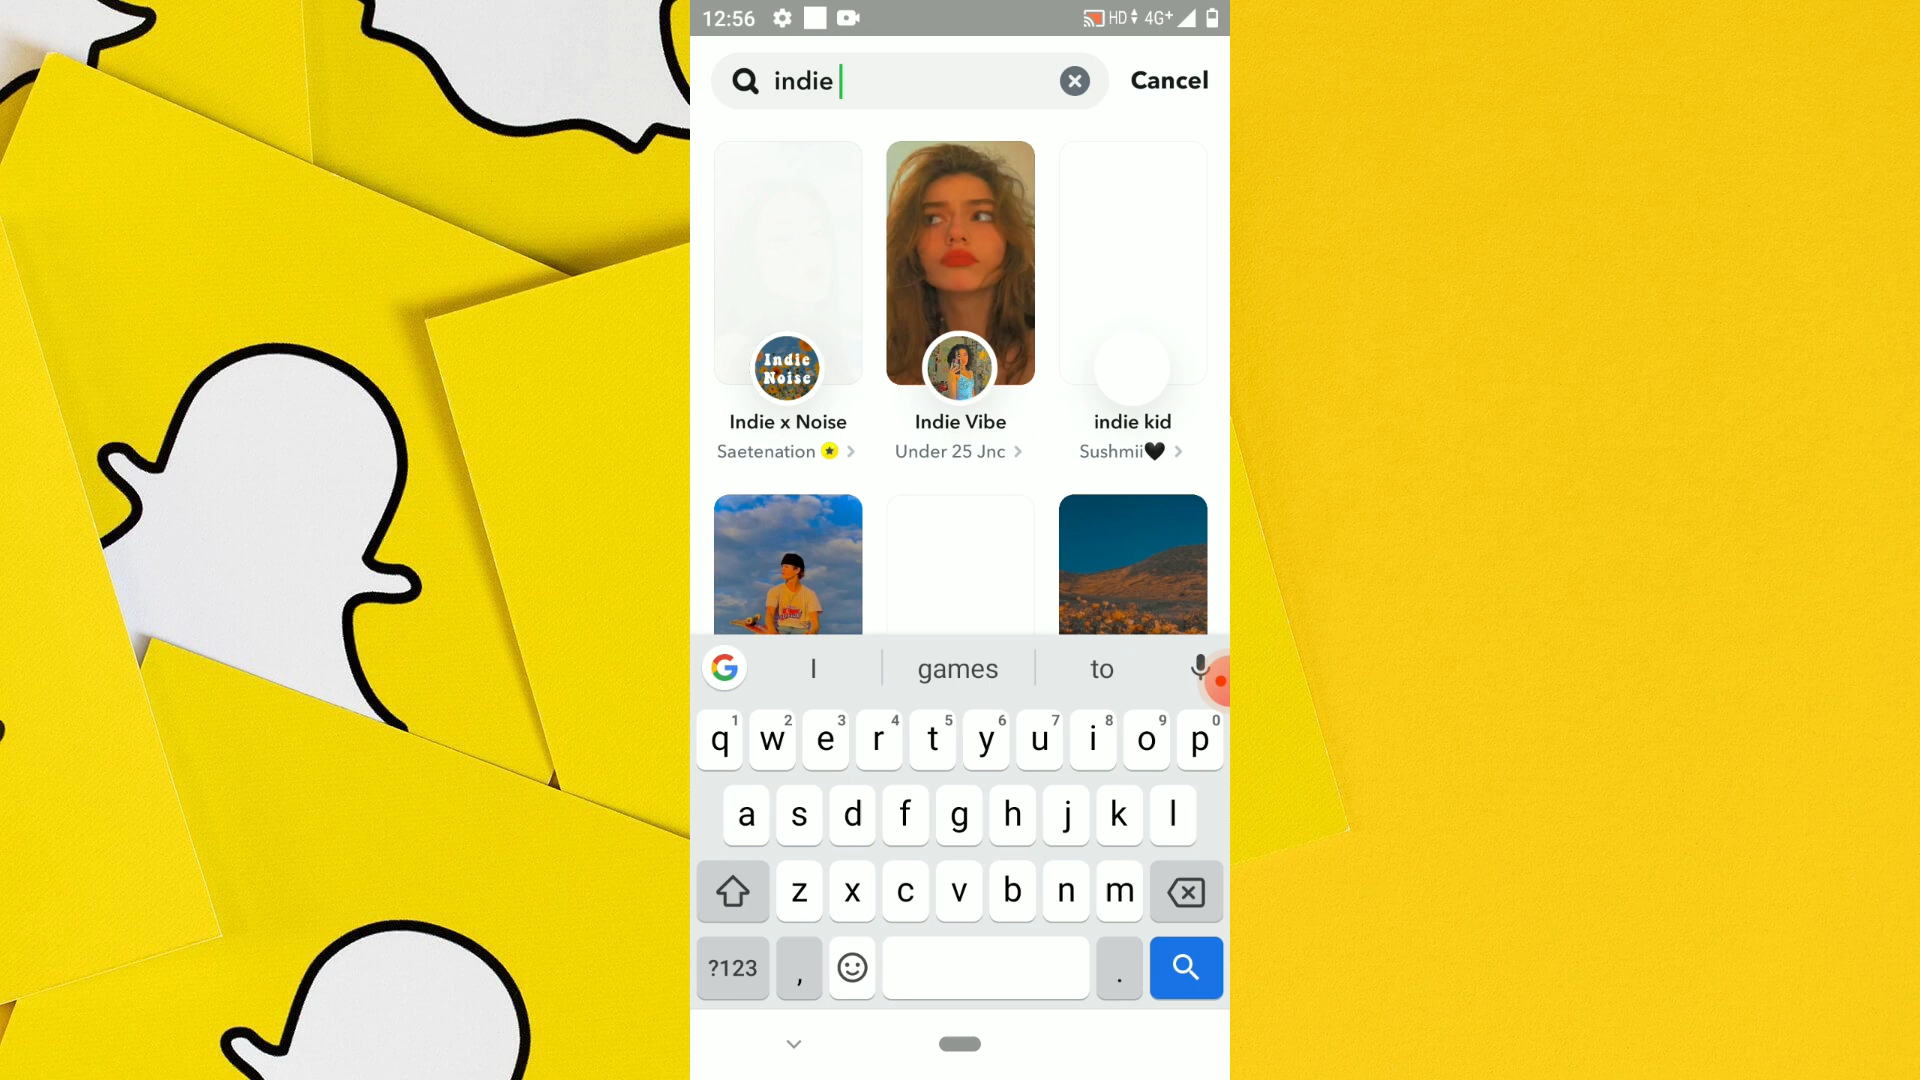 12:56 HD 4G+
indie Cancel
Indie
Noise
Indie x Noise Indie Vibe indie kid
Saetenation Under 25 Jnc Sushmii🖤
I games to
1 2 3 4 5 6 7 8 9 0
q w e r t y u i o p
a s d f g h j k l
z x c v b n m
?123 , .